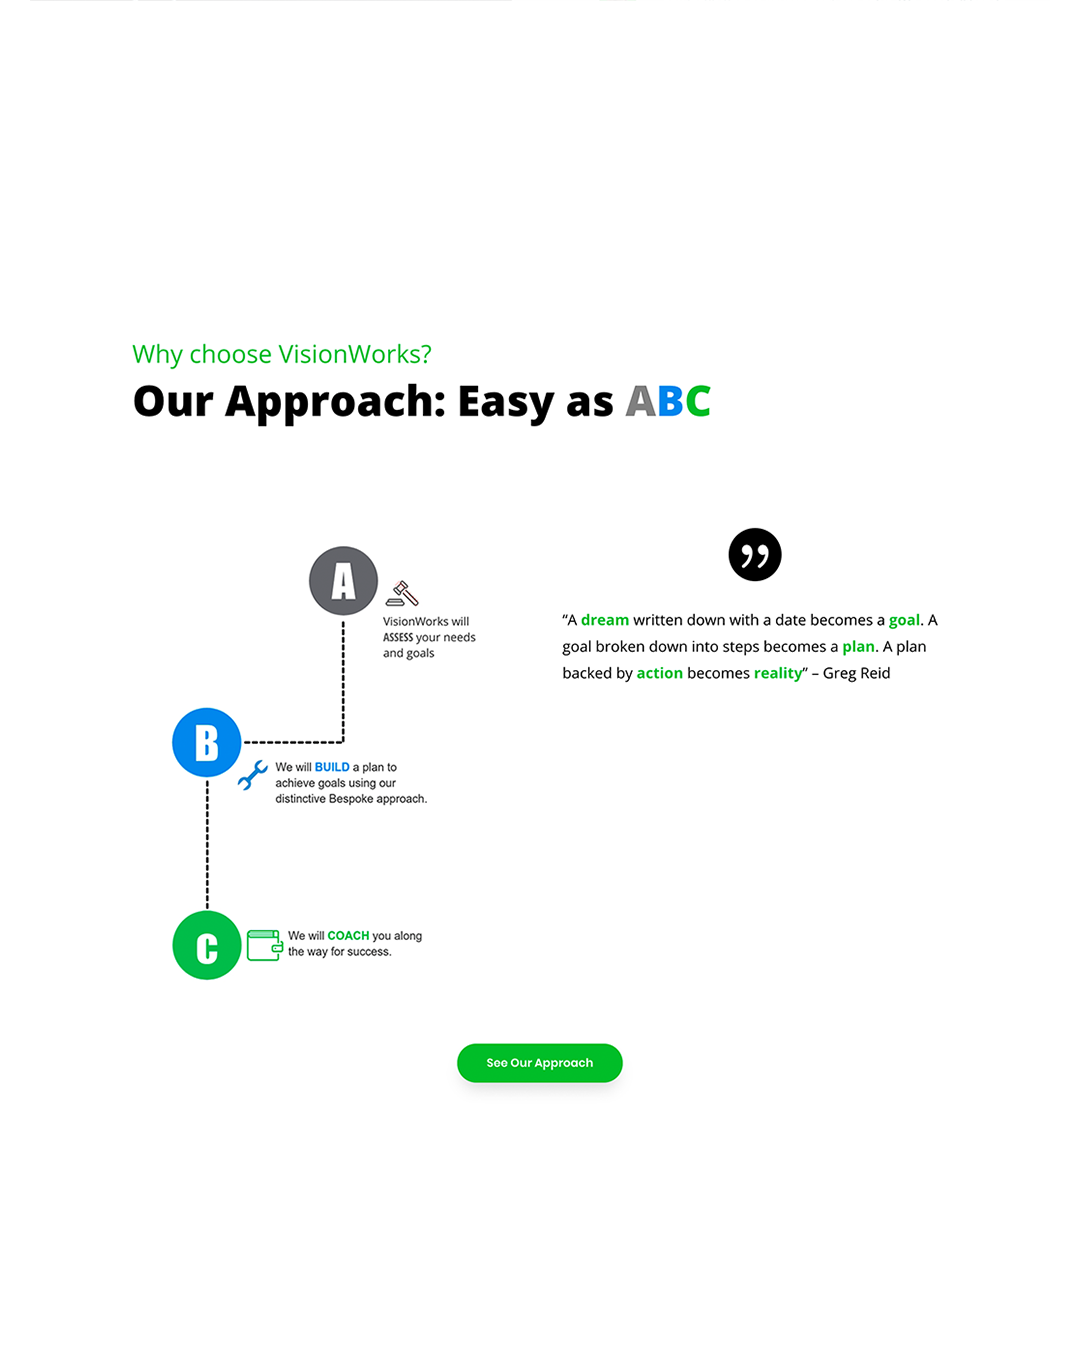 Why choose VisionWorks?
Our Approach: Easy as ABC
A
VisionWorks will
ASSESS your needs
and goals
B
We will BUILD a plan to
achieve goals using our
distinctive Bespoke approach.
C
We will COACH you along
the way for success.
”
“A dream written down with a date becomes a goal. A
goal broken down into steps becomes a plan. A plan
backed by action becomes reality” – Greg Reid
See Our Approach